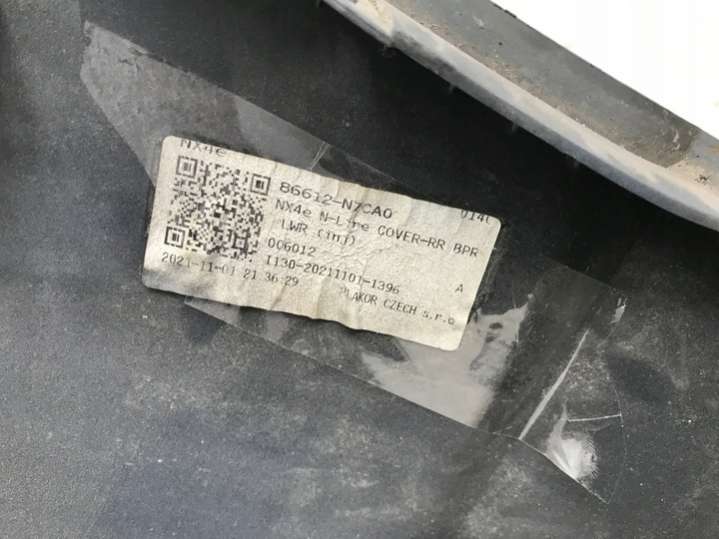 NX4e
86612-N7CA0
NX4e N-Line COVER-RR BPR
LWR (inj)
006012
1130-20211101-1396 A
2021-11-01 21:36:29
PLAKOR CZECH s.r.o